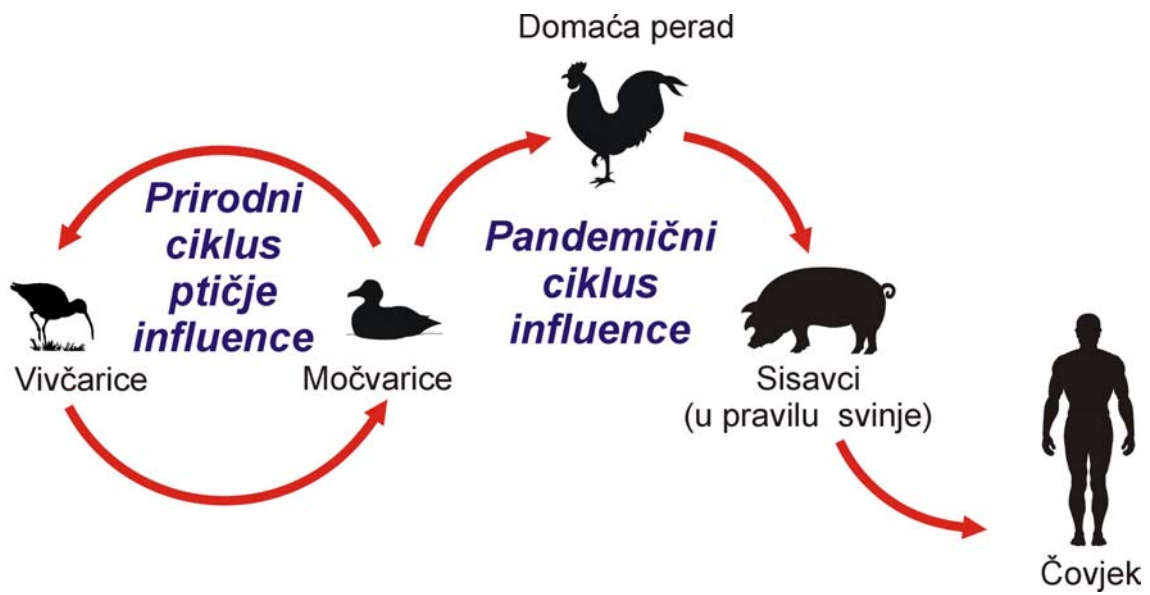 Domaća perad
Prirodni
ciklus
ptičje
influence
Pandemični
ciklus
influence
Vivčarice
Močvarice
Sisavci
(u pravilu svinje)
Čovjek